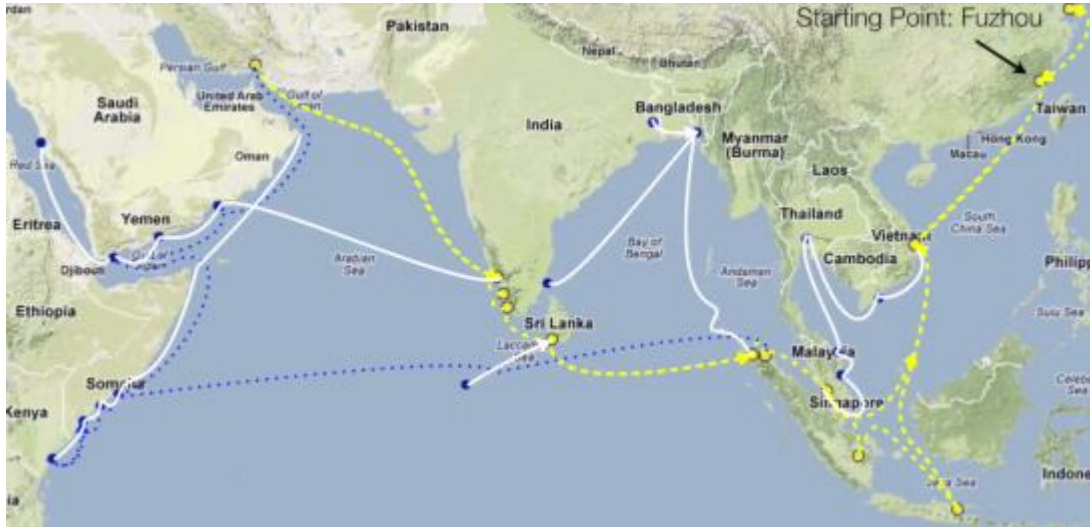 Starting Point: Fuzhou
Pakistan
Nepal
Bhutan
Persian Gulf
United Arab
Emirates
Gulf of
Saudi
Arabia
Bangladesh
Taiwan
India
Myanmar
(Burma)
Hong Kong
Macau
Oman
Red Sea
Laos
Eritrea
Yemen
Thailand
South
China Sea
Vietnam
Bay of
Bengal
Arabian
Sea
Cambodia
Djibouti
Andaman
Sea
Philipp
Ethiopia
Sulu Sea
Sri Lanka
Laccad
Sea
Malaysia
Celebe
Sea
Somalia
Kenya
Singapore
Java Sea
Indone